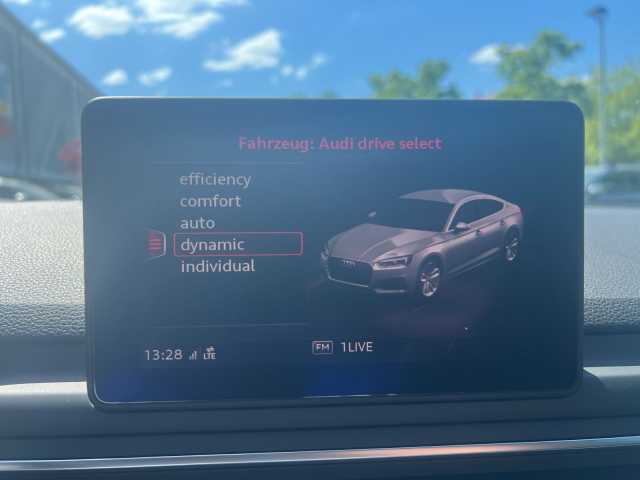 Fahrzeug: Audi drive select
efficiency
comfort
auto
dynamic
individual
13:28 LTE
FM 1LIVE